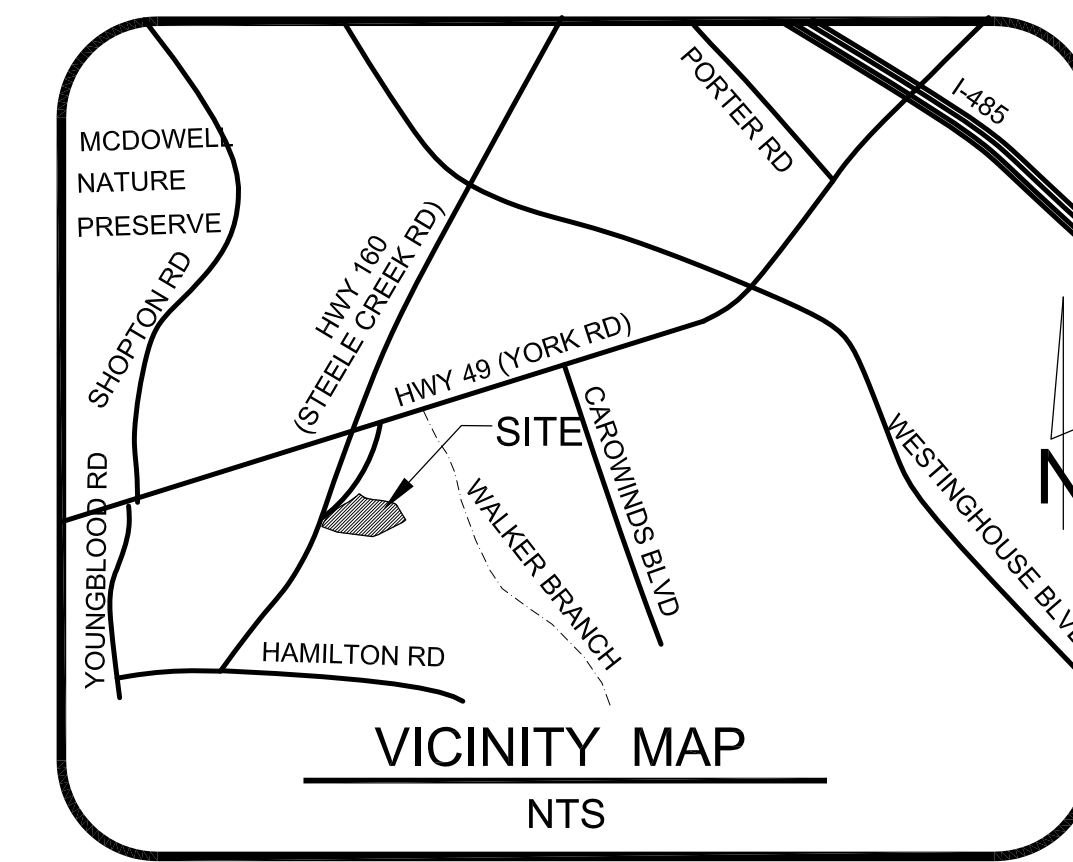 MCDOWELL
NATURE
PRESERVE
SHOPTON RD
HWY 160
(STEELE CREEK RD)
PORTER RD
I-485
HWY 49 (YORK RD)
SITE
CAROWINDS BLVD
WALKER BRANCH
WESTINGHOUSE BLVD
N
YOUNGBLOOD RD
HAMILTON RD
VICINITY MAP
NTS